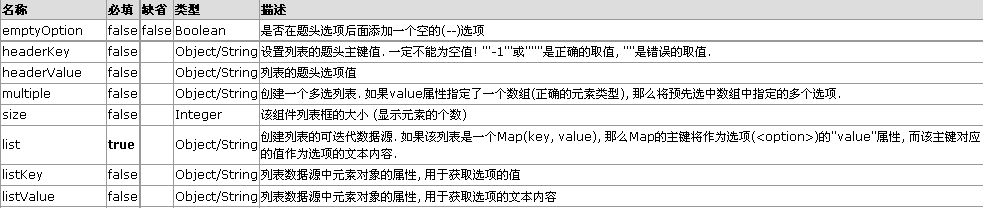 名称 必填 缺省 类型 描述
emptyOption false false Boolean 是否在题头选项后面添加一个空的(--)选项
headerKey false Object/String 设置列表的题头主键值. 一定不能为空值! "'-1'"或"''"是正确的取值, ""是错误的取值.
headerValue false Object/String 列表的题头选项值
multiple false Object/String 创建一个多选列表. 如果value属性指定了一个数组(正确的元素类型), 那么将预先选中数组中指定的多个选项.
size false Integer 该组件列表框的大小 (显示元素的个数)
list true Object/String 创建列表的可迭代数据源. 如果该列表是一个Map(key, value), 那么Map的主键将作为选项(<option>)的"value"属性, 而该主键对应
的值作为选项的文本内容.
listKey false Object/String 列表数据源中元素对象的属性, 用于获取选项的值
listValue false Object/String 列表数据源中元素对象的属性, 用于获取选项的文本内容